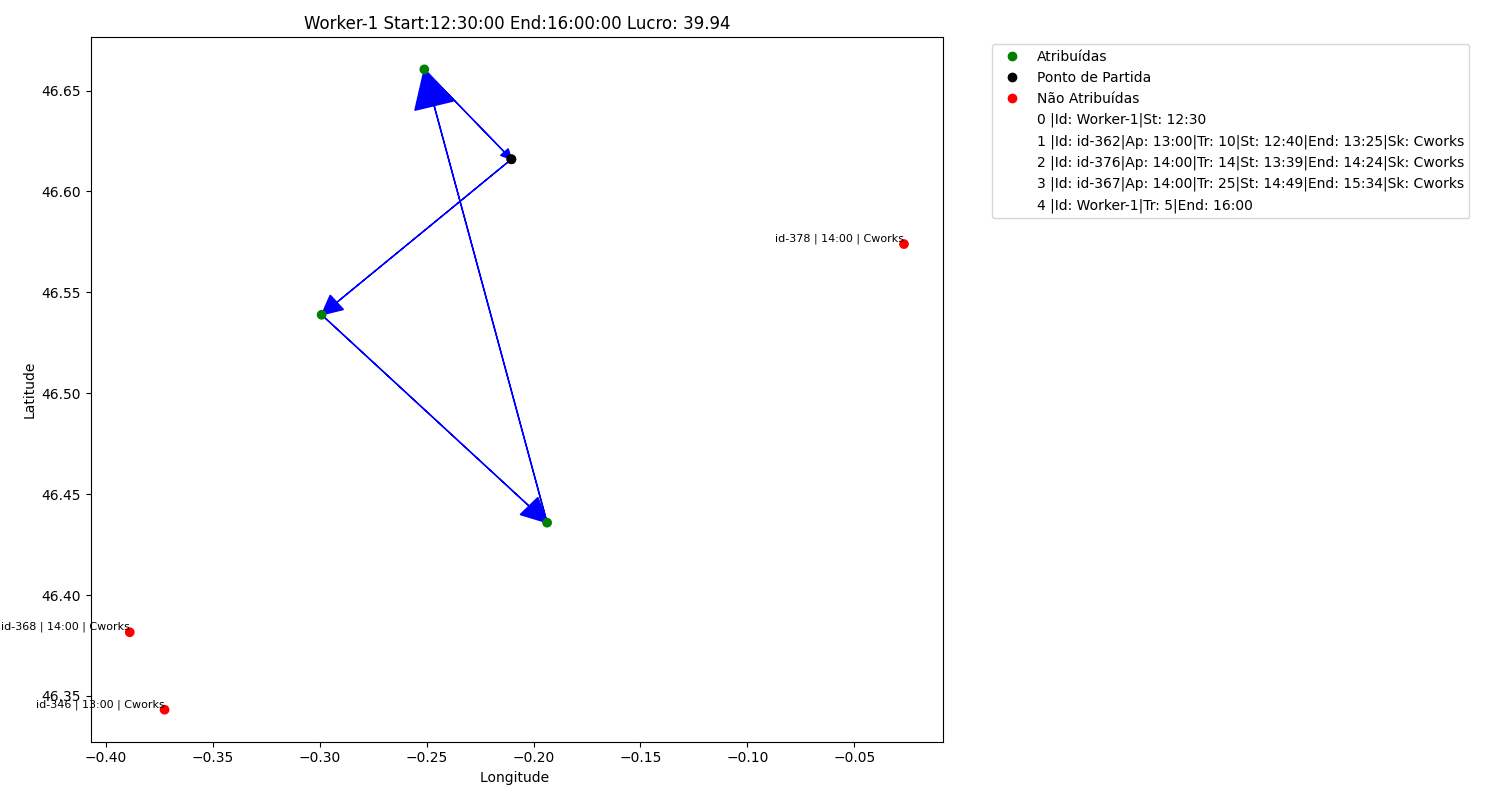 Worker-1 Start:12:30:00 End:16:00:00 Lucro: 39.94
Atribuídas
Ponto de Partida
Não Atribuídas
0 |Id: Worker-1|St: 12:30
1 |Id: id-362|Ap: 13:00|Tr: 10|St: 12:40|End: 13:25|Sk: Cworks
2 |Id: id-376|Ap: 14:00|Tr: 14|St: 13:39|End: 14:24|Sk: Cworks
3 |Id: id-367|Ap: 14:00|Tr: 25|St: 14:49|End: 15:34|Sk: Cworks
4 |Id: Worker-1|Tr: 5|End: 16:00
46.65
46.60
46.55
46.50
46.45
46.40
46.35
Latitude
id-378 | 14:00 | Cworks
id-368 | 14:00 | Cworks
id-346 | 13:00 | Cworks
−0.40
−0.35
−0.30
−0.25
−0.20
−0.15
−0.10
−0.05
Longitude